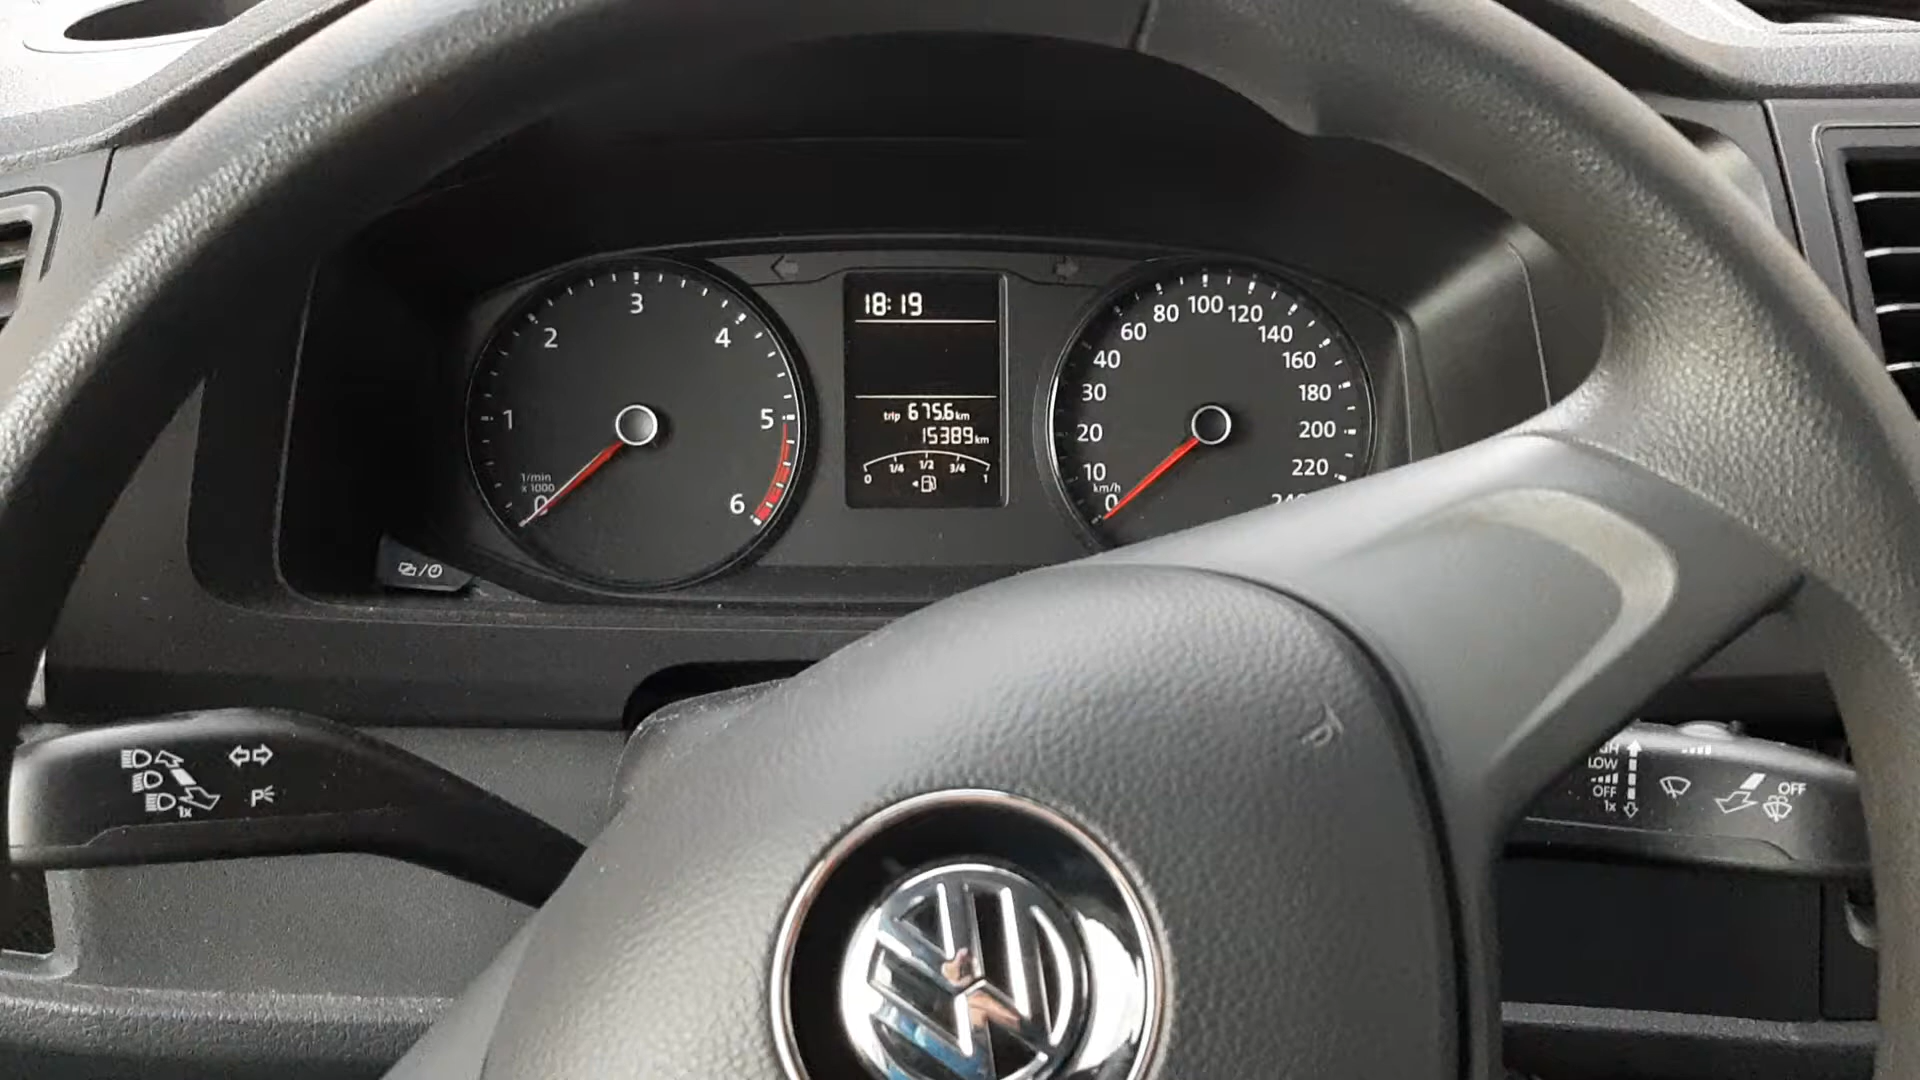 18:19
trip 675.6 km
15389 km
0 1/4 1/2 3/4 1
1/min
x 1000
0 1 2 3 4 5 6
km/h
0 10 20 30 40 60 80 100 120 140 160 180 200 220
1x
P
LOW
OFF
1x
OFF